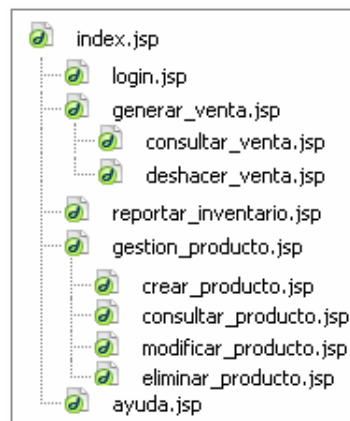 index.jsp
login.jsp
generar_venta.jsp
consultar_venta.jsp
deshacer_venta.jsp
reportar_inventario.jsp
gestion_producto.jsp
crear_producto.jsp
consultar_producto.jsp
modificar_producto.jsp
eliminar_producto.jsp
ayuda.jsp